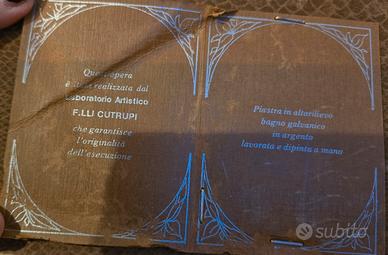 Quest'opera
è stata realizzata dal
Laboratorio Artistico
F.LLI CUTRUPI
che garantisce
l'originalità
dell'esecuzione
Piastra in altorilievo
bagno galvanico
in argento
lavorata e dipinta a mano
subito